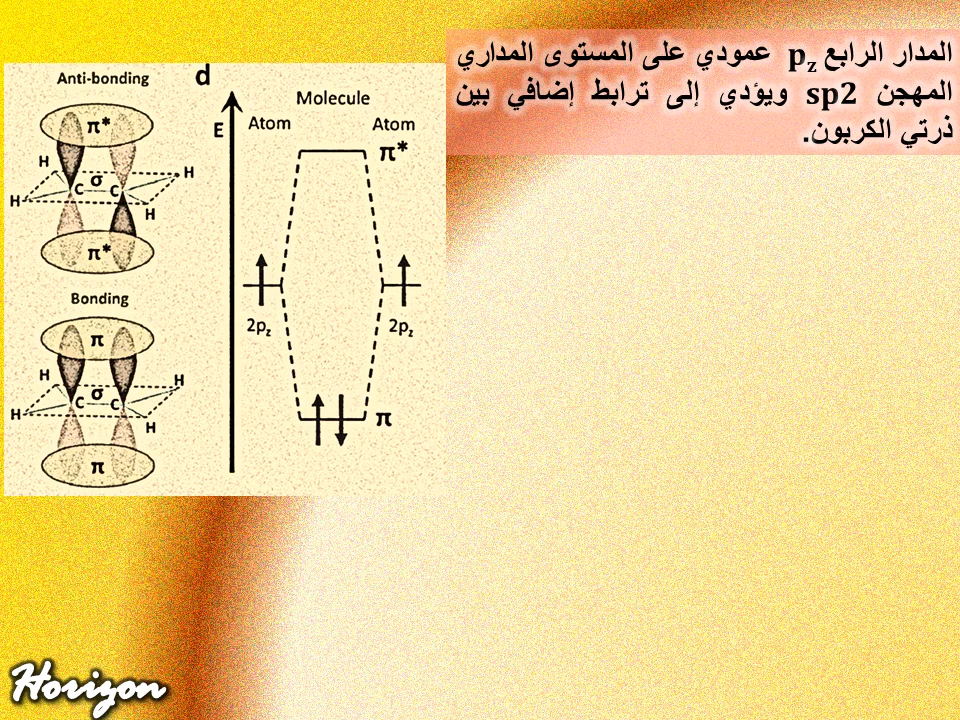 المدار الرابع pz عمودي على المستوى المداري
المهجن sp2 ويؤدي إلى ترابط إضافي بين
ذرتي الكربون.
d
Anti-bonding
π*
H
H
C σ C
H
H
π*
Bonding
π
H
H
C σ C
H
H
π
E
Molecule
Atom
Atom
π*
2pz
2pz
π
Horizon